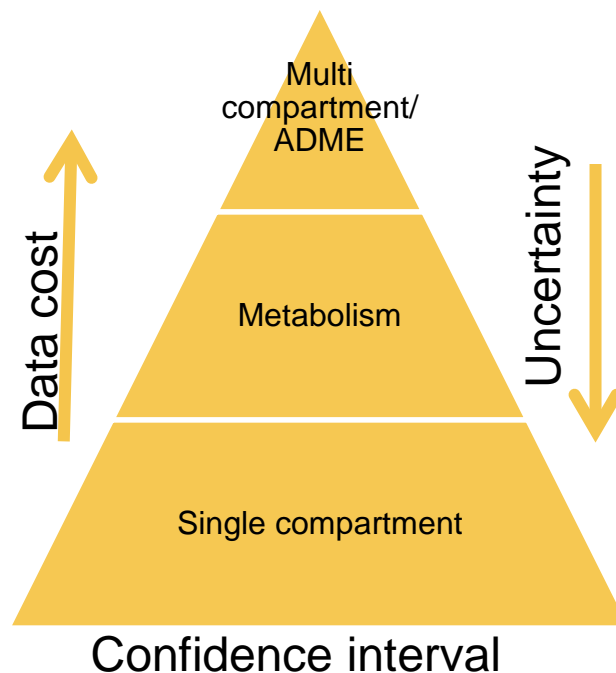 Multi
compartment/
ADME
Data cost
Uncertainty
Metabolism
Single compartment
Confidence interval